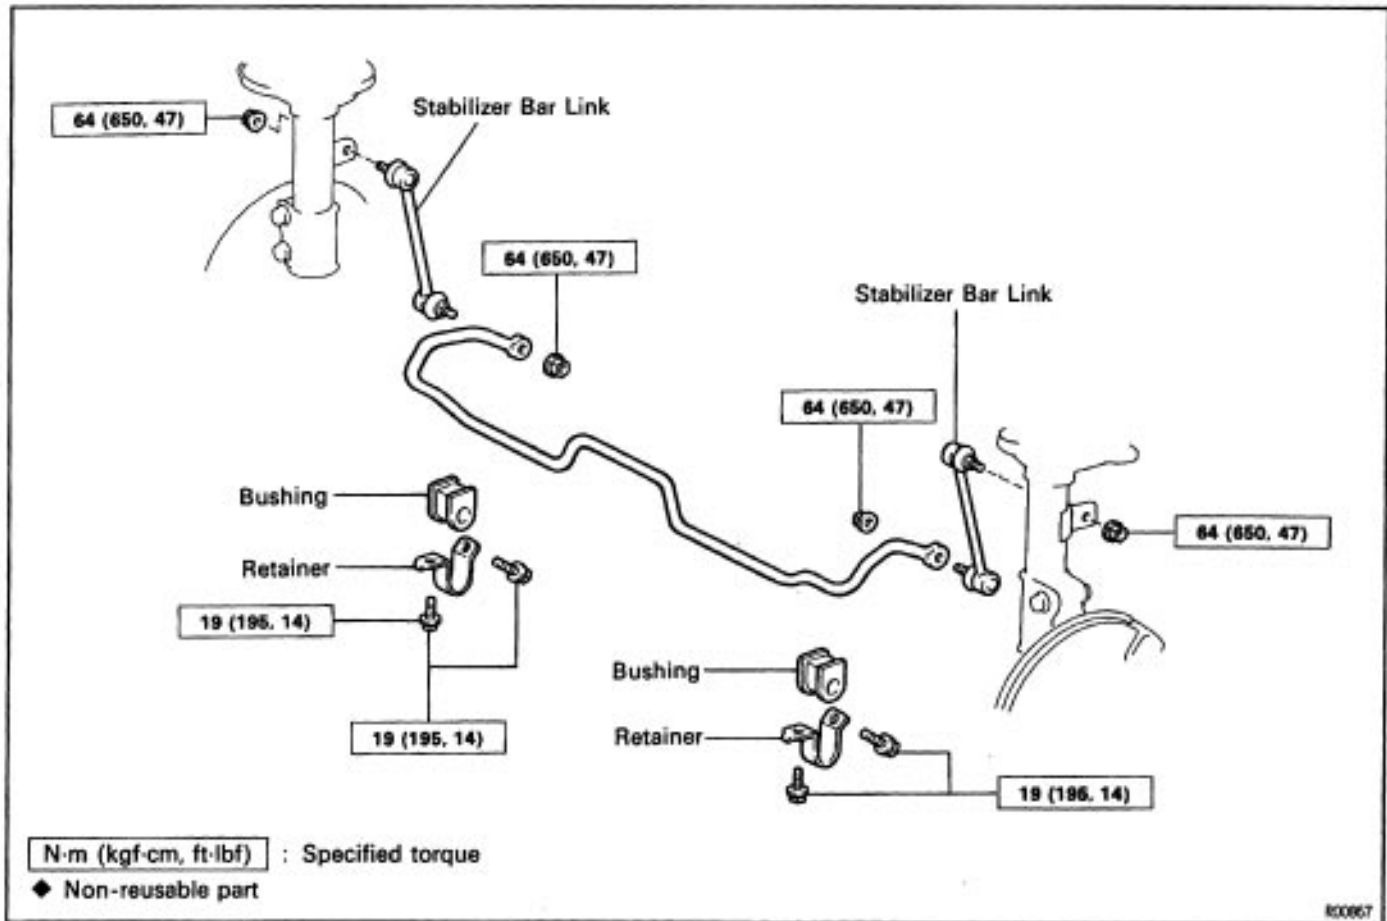 64 (650, 47)
Stabilizer Bar Link
64 (650, 47)
Stabilizer Bar Link
64 (650, 47)
64 (650, 47)
Bushing
Retainer
19 (195, 14)
19 (195, 14)
Bushing
Retainer
19 (195, 14)
N·m (kgf·cm, ft·lbf) : Specified torque
◆ Non-reusable part
R00867